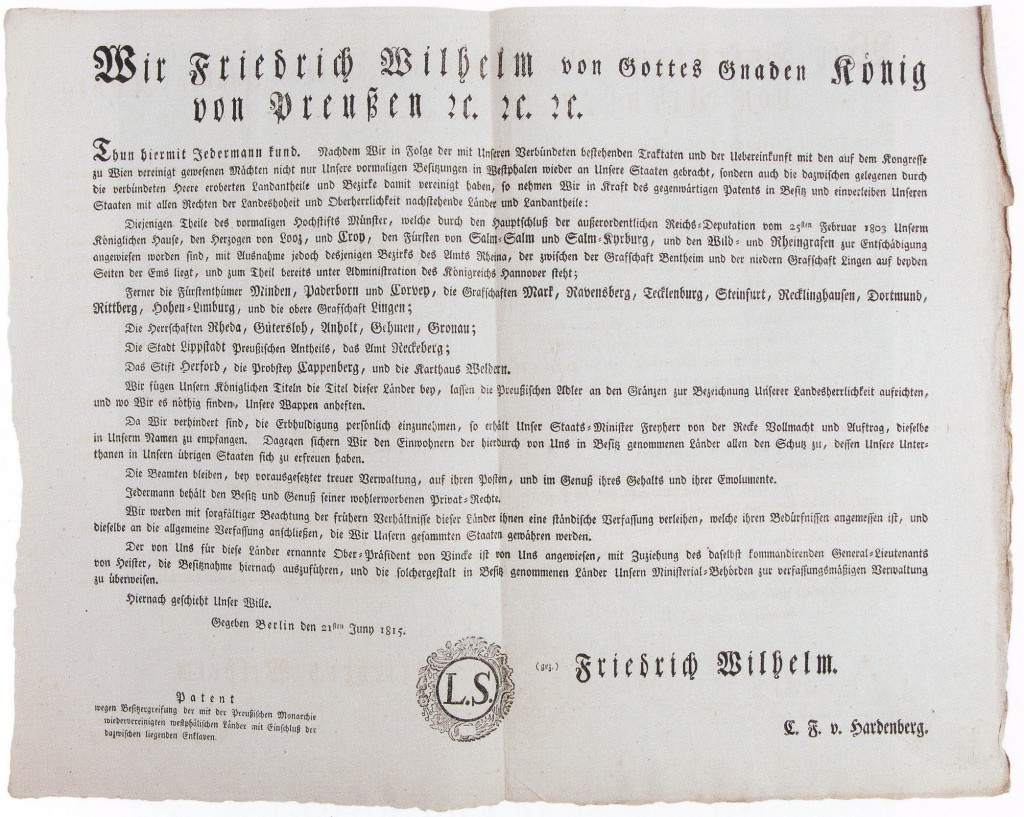 Wir Friedrich Wilhelm von Gottes Gnaden König
von Preußen ꝛc. ꝛc. ꝛc.
Thun hiermit Jedermann kund. Nachdem Wir in Folge der mit Unseren Verbündeten bestehenden Traktaten und der Uebereinkunft mit den auf dem Kongresse
zu Wien vereinigt gewesenen Mächten nicht nur Unsere vormaligen Besitzungen in Westphalen wieder an Unsere Staaten gebracht, sondern auch die dazwischen gelegenen durch
die verbündeten Heere eroberten Landantheile und Bezirke damit vereinigt haben, so nehmen Wir in Kraft des gegenwärtigen Patents in Besitz und einverleiben Unseren
Staaten mit allen Rechten der Landeshoheit und Oberherrlichkeit nachstehende Länder und Landantheile:
Diejenigen Theile des vormaligen Hochstifts Münster, welche durch den Hauptschluß der außerordentlichen Reichs-Deputation vom 25sten Februar 1803 Unserm
Königlichen Hause, den Herzogen von Looz, und Croy, den Fürsten von Salm-Salm und Salm-Kyrburg, und den Wild- und Rheingrafen zur Entschädigung
angewiesen worden sind, mit Ausnahme jedoch desjenigen Bezirks des Amts Rheina, der zwischen der Grafschaft Bentheim und der niedern Grafschaft Lingen auf beyden
Seiten der Ems liegt, und zum Theil bereits unter Administration des Königreichs Hannover steht;
Ferner die Fürstenthümer Minden, Paderborn und Corvey, die Grafschaften Mark, Ravensberg, Tecklenburg, Steinfurt, Recklinghausen, Dortmund,
Rittberg, Hohen-Limburg, und die obere Grafschaft Lingen;
Die Herrschaften Rheda, Gütersloh, Anholt, Gehmen, Gronau;
Die Stadt Lippstadt Preußischen Antheils, das Amt Reckeberg;
Das Stift Herford, die Probstey Cappenberg, und die Karthaus Weldern.
Wir fügen Unsern Königlichen Titeln die Titel dieser Länder bey, lassen die Preußischen Adler an den Gränzen zur Bezeichnung Unserer Landesherrlichkeit aufrichten,
und wo Wir es nöthig finden, Unsere Wappen anheften.
Da Wir verhindert sind, die Erbhuldigung persönlich einzunehmen, so erhält Unser Staats-Minister Freyherr von der Recke Vollmacht und Auftrag, dieselbe
in Unserm Namen zu empfangen. Dagegen sichern Wir den Einwohnern der hierdurch von Uns in Besitz genommenen Länder allen den Schutz zu, dessen Unsere Unter-
thanen in Unsern übrigen Staaten sich zu erfreuen haben.
Die Beamten bleiben, bey vorausgesetzter treuer Verwaltung, auf ihren Posten, und im Genuß ihres Gehalts und ihrer Emolumente.
Jedermann behält den Besitz und Genuß seiner wohlerworbenen Privat-Rechte.
Wir werden mit sorgfältiger Beachtung der frühern Verhältnisse dieser Länder ihnen eine ständische Verfassung verleihen, welche ihren Bedürfnissen angemessen ist, und
dieselbe an die allgemeine Verfassung anschließen, die Wir Unsern gesammten Staaten gewähren werden.
Der von Uns für diese Länder ernannte Ober-Präsident von Vincke ist von Uns angewiesen, mit Zuziehung des daselbst kommandirenden General-Lieutenants
von Heister, die Besitznahme hiernach auszuführen, und die solchergestalt in Besitz genommenen Länder Unsern Ministerial-Behörden zur verfassungsmäßigen Verwaltung
zu überweisen.
Hiernach geschieht Unser Wille.
Gegeben Berlin den 21sten Juny 1815.
L.S.
(gez.) Friedrich Wilhelm.
C. F. v. Hardenberg.
Patent
wegen Besitzergreifung der mit der Preußischen Monarchie
wiedervereinigten westphälischen Länder mit Einschluß der
dazwischen liegenden Enklaven.